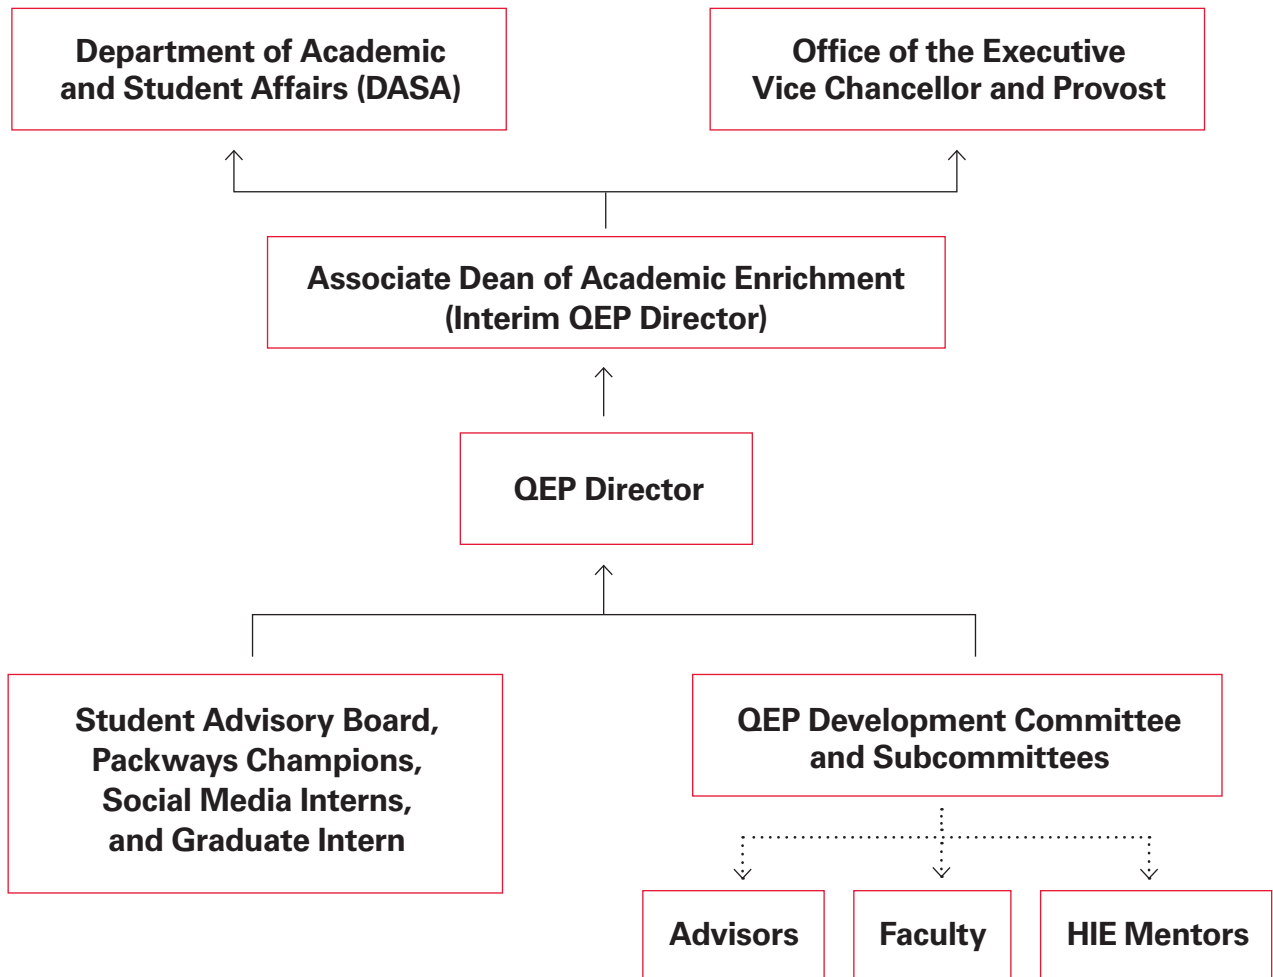 Department of Academic
and Student Affairs (DASA)
Office of the Executive
Vice Chancellor and Provost
Associate Dean of Academic Enrichment
(Interim QEP Director)
QEP Director
Student Advisory Board,
Packways Champions,
Social Media Interns,
and Graduate Intern
QEP Development Committee
and Subcommittees
Advisors
Faculty
HIE Mentors